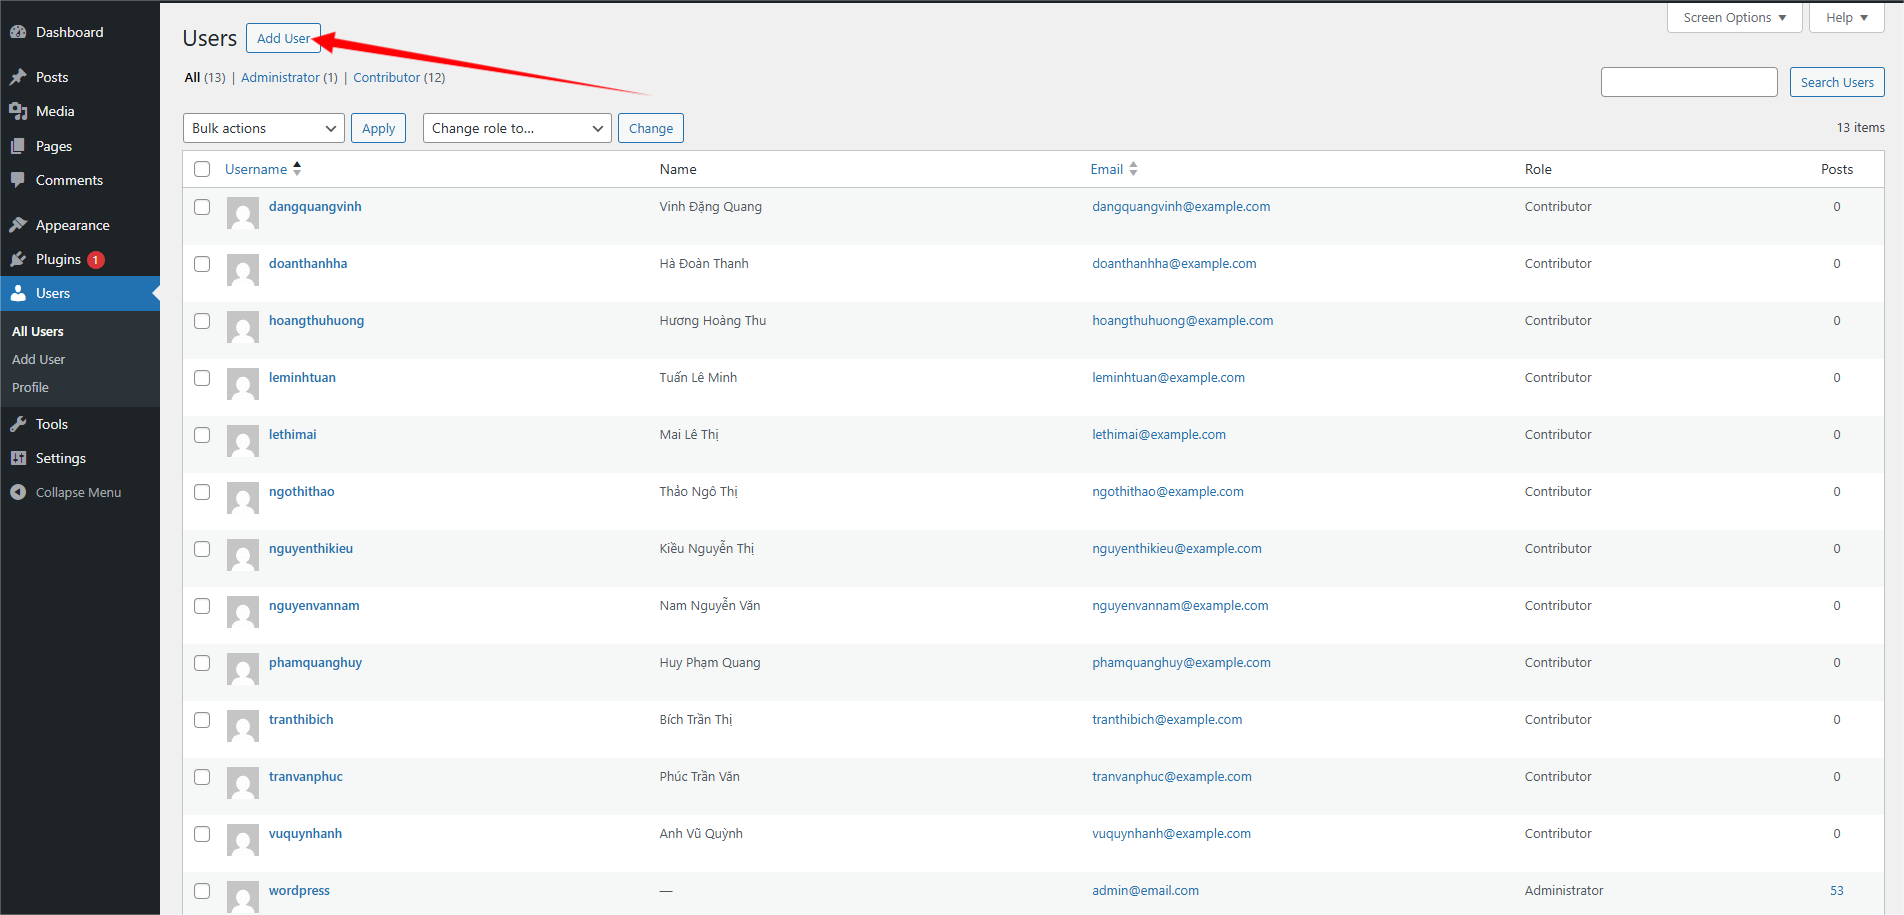 Dashboard
Posts
Media
Pages
Comments
Appearance
Plugins 1
Users
All Users
Add User
Profile
Tools
Settings
Collapse Menu
Screen Options ▼ Help ▼
Users Add User
All (13) | Administrator (1) | Contributor (12)
Search Users
Bulk actions Apply Change role to... Change 13 items
Username Name Email Role Posts
dangquangvinh Vinh Đặng Quang dangquangvinh@example.com Contributor 0
doanthanhha Hà Đoàn Thanh doanthanhha@example.com Contributor 0
hoangthuhuong Hương Hoàng Thu hoangthuhuong@example.com Contributor 0
leminhtuan Tuấn Lê Minh leminhtuan@example.com Contributor 0
lethimai Mai Lê Thị lethimai@example.com Contributor 0
ngothithao Thảo Ngô Thị ngothithao@example.com Contributor 0
nguyenthikieu Kiều Nguyễn Thị nguyenthikieu@example.com Contributor 0
nguyenvannam Nam Nguyễn Văn nguyenvannam@example.com Contributor 0
phamquanghuy Huy Phạm Quang phamquanghuy@example.com Contributor 0
tranthibich Bích Trần Thị tranthibich@example.com Contributor 0
tranvanphuc Phúc Trần Văn tranvanphuc@example.com Contributor 0
vuquynhanh Anh Vũ Quỳnh vuquynhanh@example.com Contributor 0
wordpress — admin@email.com Administrator 53